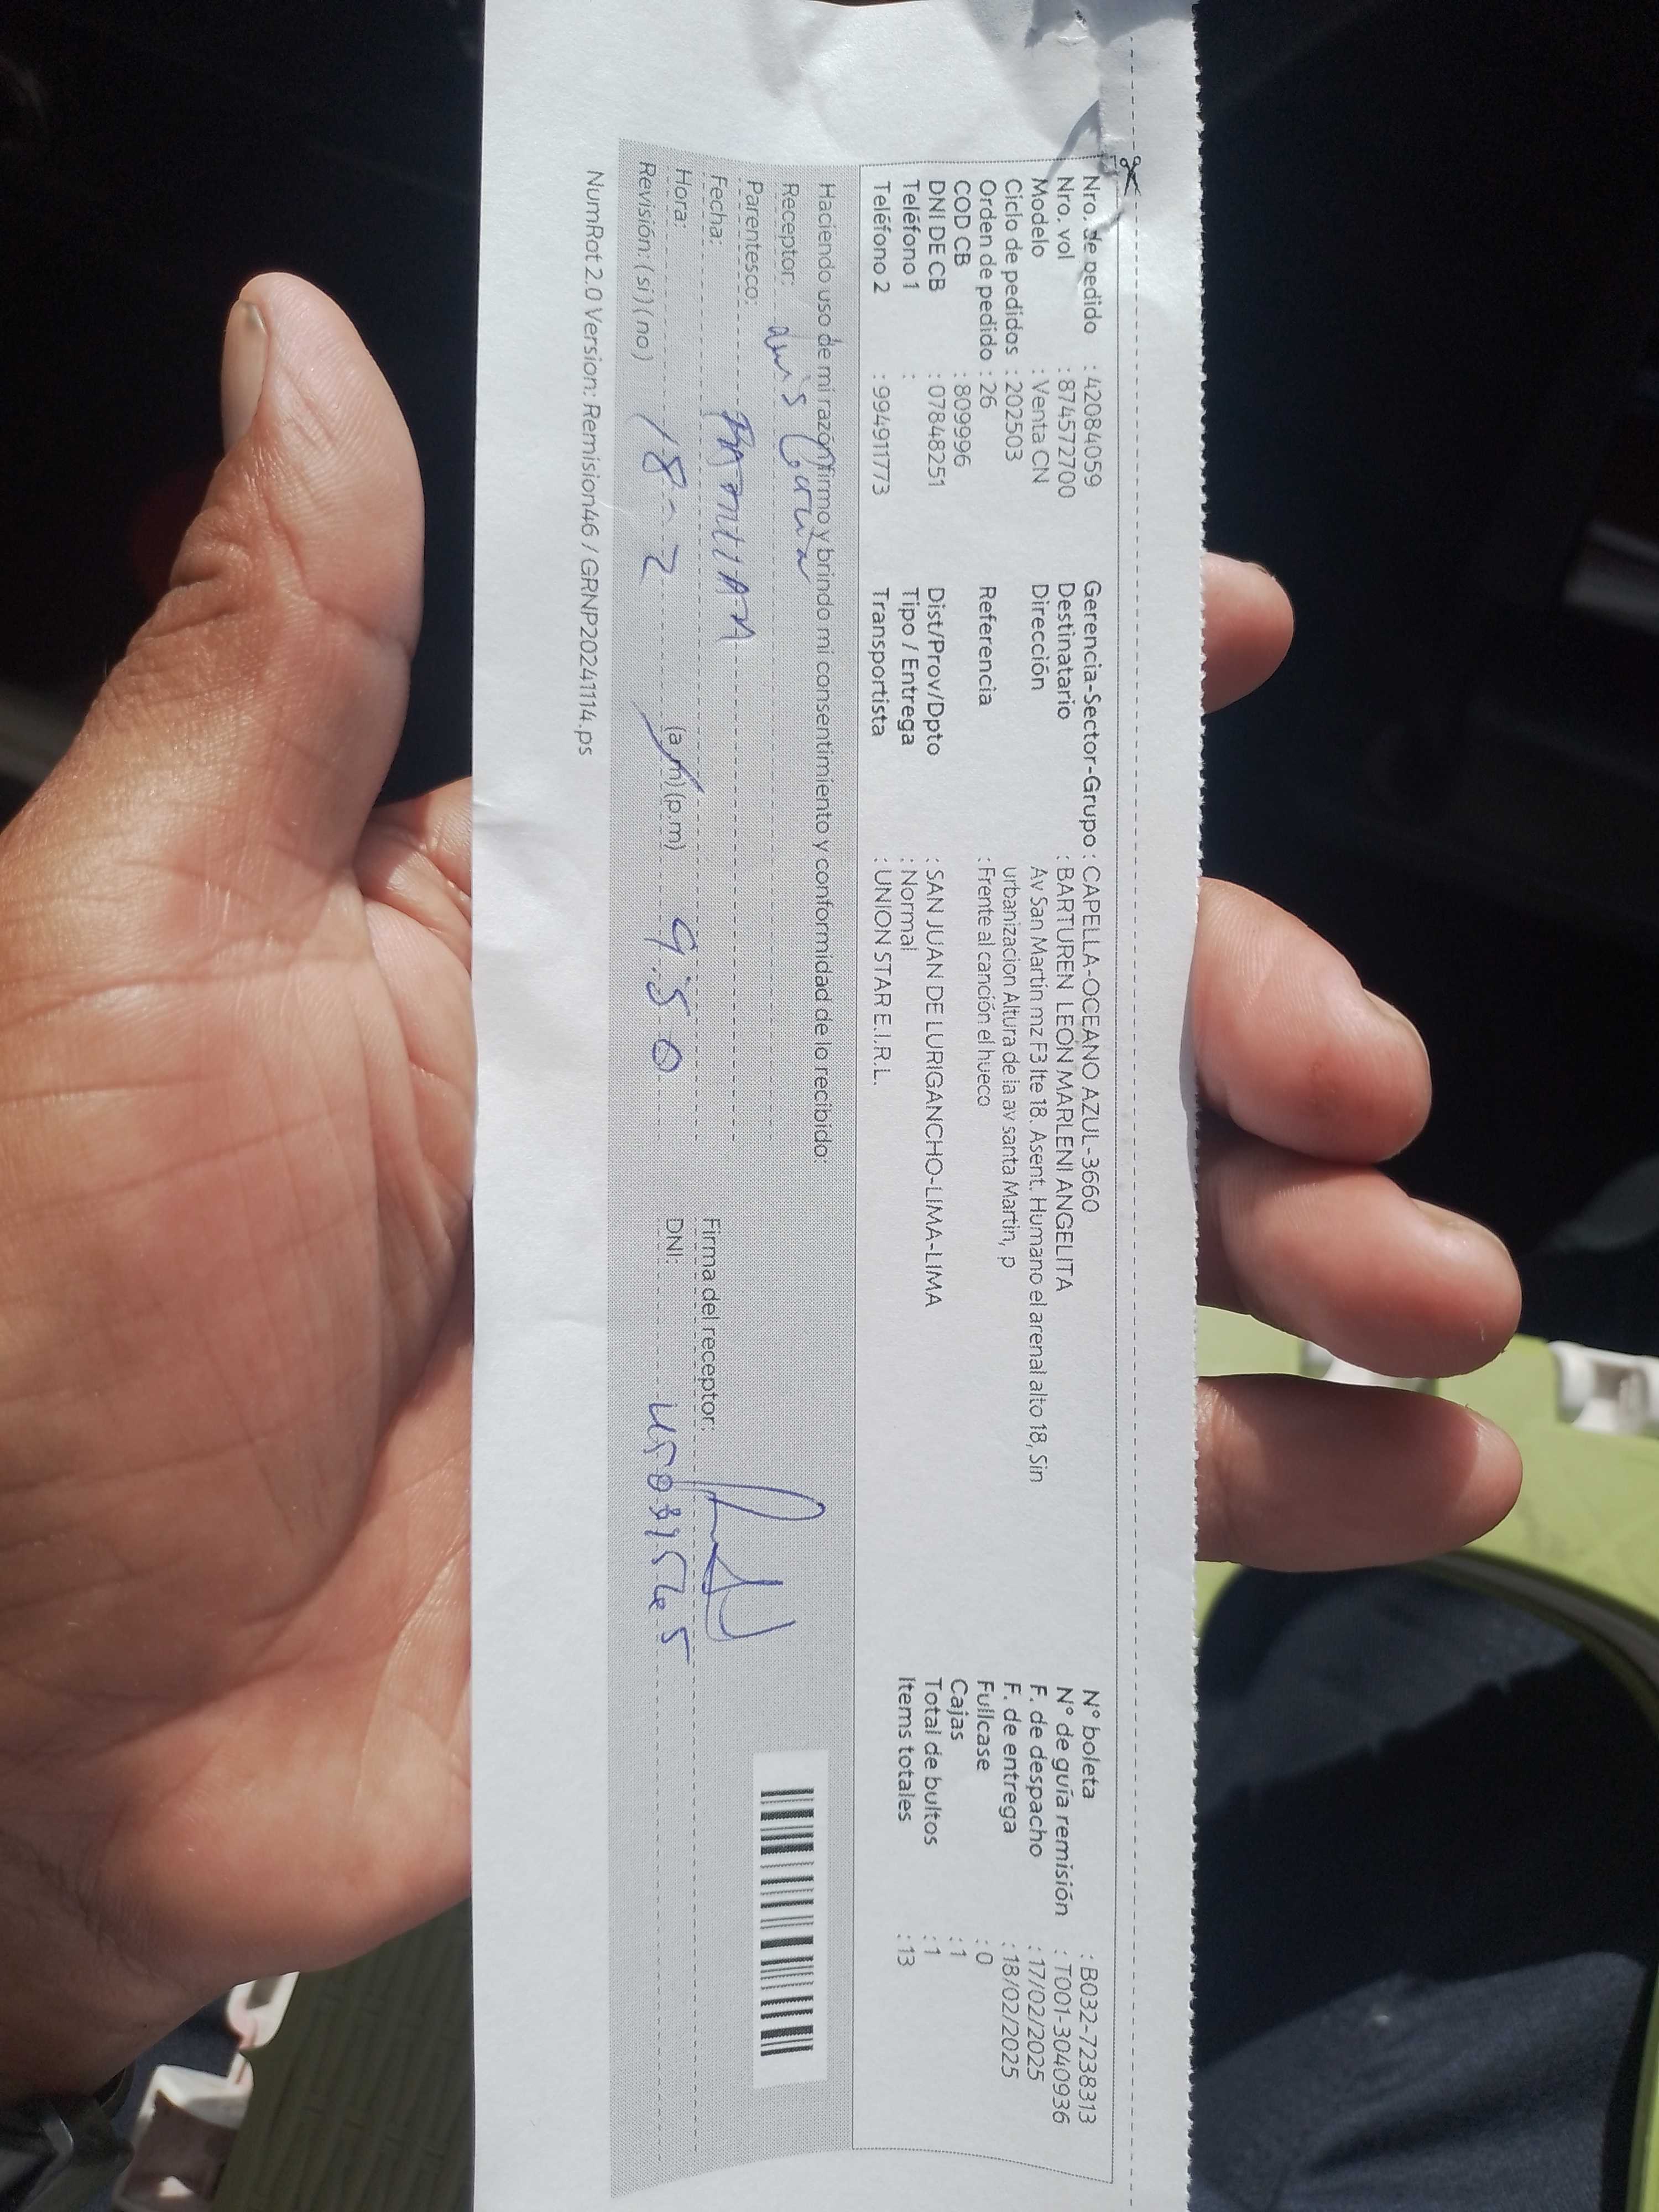 Nro. de pedido : 42084059 Gerencia-Sector-Grupo : CAPELLA-OCEANO AZUL-3660 N° boleta : B032-7238313
Nro. vol : 874572700 Destinatario : BARTUREN LEON MARLENI ANGELITA N° de guía remisión : T001-3040936
Modelo : Venta CN Dirección Av San Martín mz F3 lte 18. Asent. Humano el arenal alto 18, Sin F. de despacho : 17/02/2025
Ciclo de pedidos : 202503 urbanizacion Altura de la av santa Martin, p F. de entrega : 18/02/2025
Orden de pedido : 26 Referencia : Frente al canción el hueco Fullcase : 0
COD CB : 809996 Cajas : 1
DNI DE CB : 07848251 Dist/Prov/Dpto : SAN JUAN DE LURIGANCHO-LIMA-LIMA Total de bultos : 1
Teléfono 1 : Tipo / Entrega : Normal Items totales : 13
Teléfono 2 : 994911773 Transportista : UNION STAR E.I.R.L.
Haciendo uso de mi razón firmo y brindo mi consentimiento y conformidad de lo recibido:
Receptor:
Parentesco:
Fecha: 18-2 Firma del receptor:
Hora: (a.m) (p.m) 9:50 DNI:
Revisión: (si) (no)
NumRot 2.0 Version: Remision46 / GRNP20241114.ps